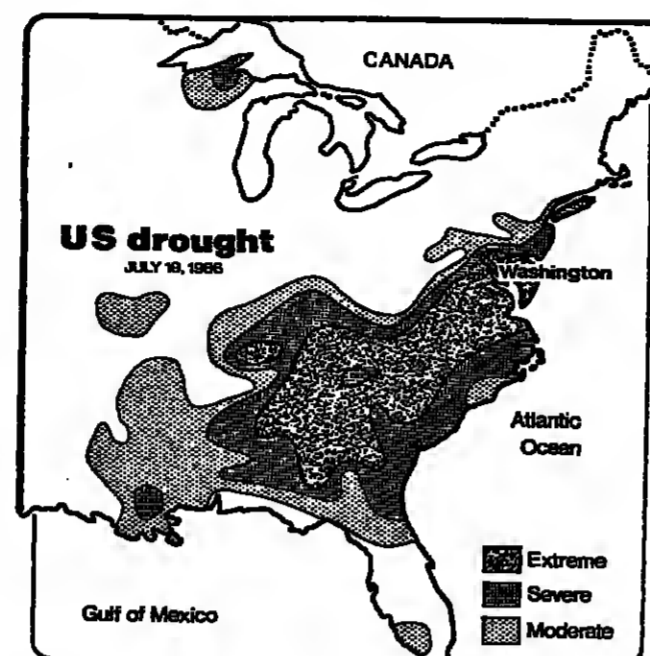 CANADA
US drought
JULY 19, 1986
Washington
Atlantic
Ocean
Extreme
Severe
Moderate
Gulf of Mexico